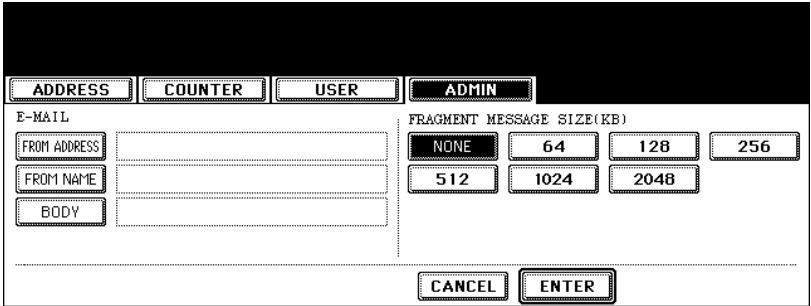 ADDRESS COUNTER USER ADMIN
E-MAIL
FROM ADDRESS
FROM NAME
BODY
FRAGMENT MESSAGE SIZE(KB)
NONE 64 128 256
512 1024 2048
CANCEL ENTER